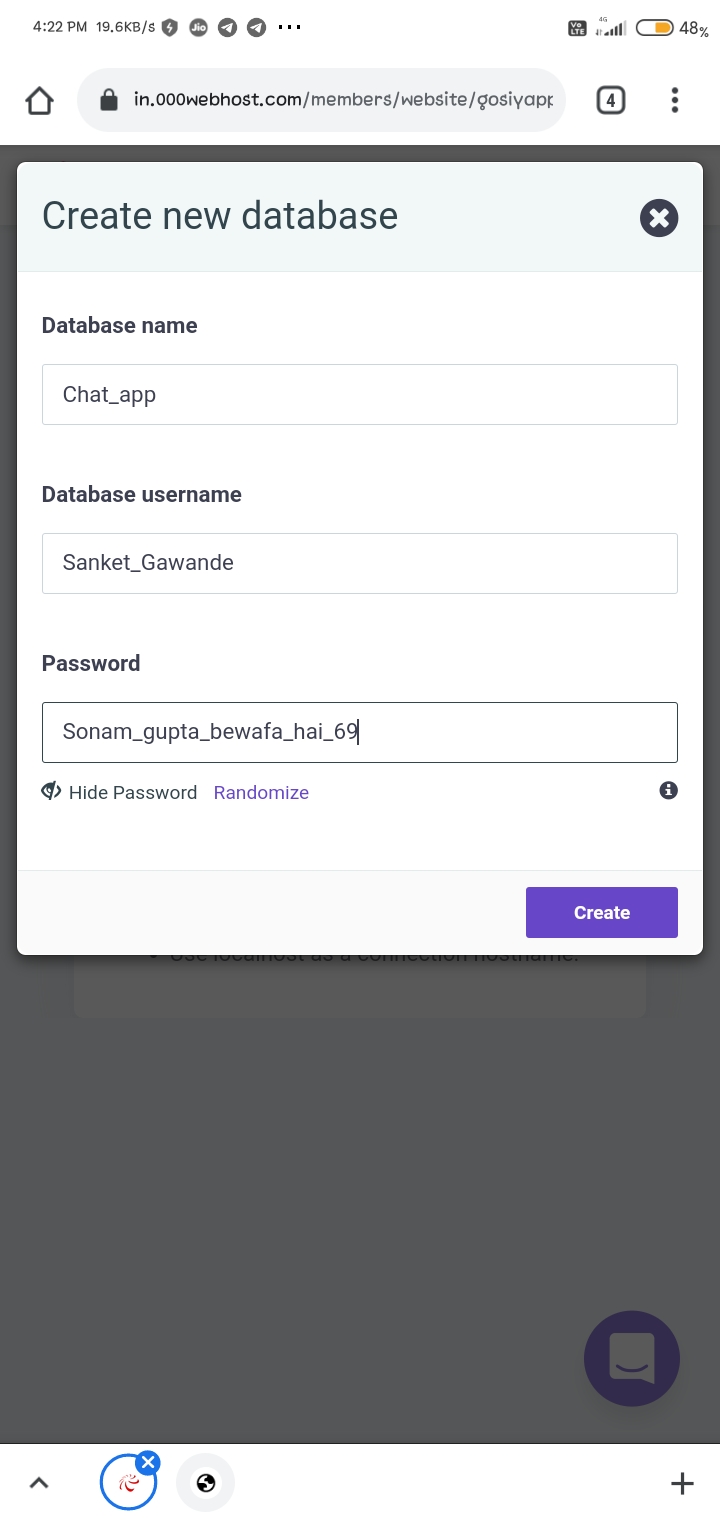 4:22 PM 19.6KB/s Jio ...
Vo LTE 4G 48%
in.000webhost.com/members/website/gosiyapp
4
Create new database
Database name
Chat_app
Database username
Sanket_Gawande
Password
Sonam_gupta_bewafa_hai_69
Hide Password Randomize
Create
Use localhost as a connection hostname.